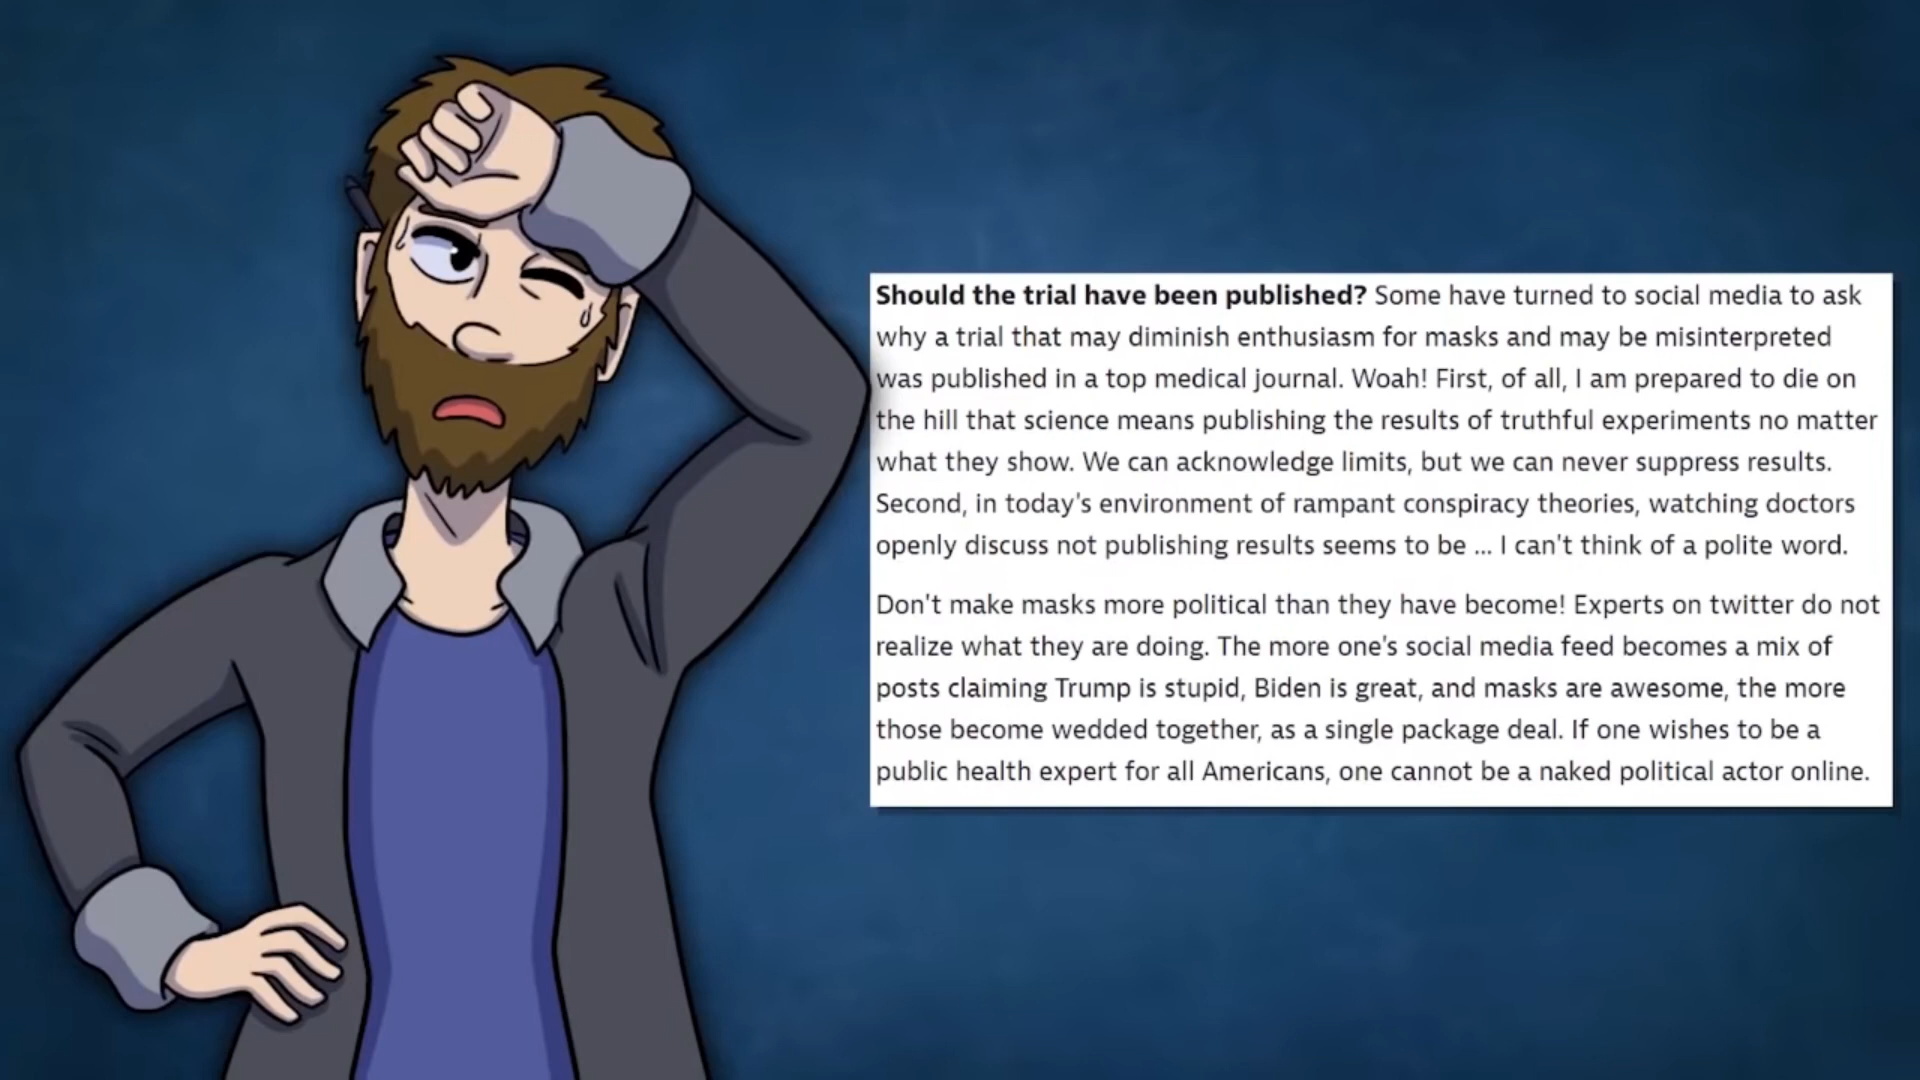 Should the trial have been published? Some have turned to social media to ask
why a trial that may diminish enthusiasm for masks and may be misinterpreted
was published in a top medical journal. Woah! First, of all, I am prepared to die on
the hill that science means publishing the results of truthful experiments no matter
what they show. We can acknowledge limits, but we can never suppress results.
Second, in today's environment of rampant conspiracy theories, watching doctors
openly discuss not publishing results seems to be ... I can't think of a polite word.
Don't make masks more political than they have become! Experts on twitter do not
realize what they are doing. The more one's social media feed becomes a mix of
posts claiming Trump is stupid, Biden is great, and masks are awesome, the more
those become wedded together, as a single package deal. If one wishes to be a
public health expert for all Americans, one cannot be a naked political actor online.